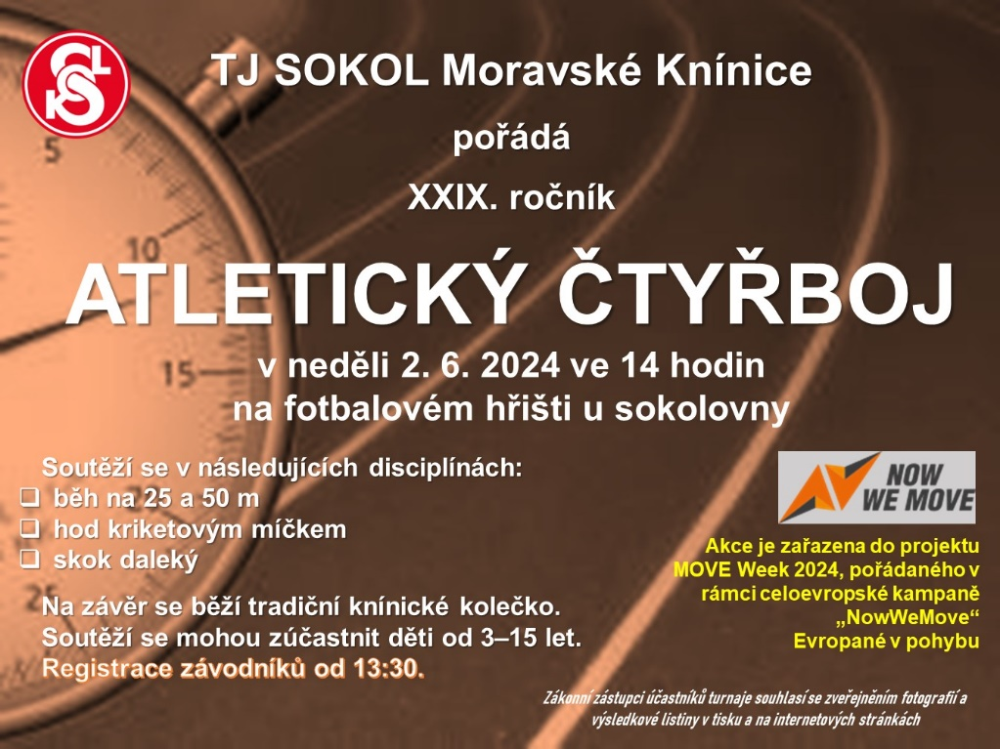 TJ SOKOL Moravské Knínice
pořádá
XXIX. ročník
ATLETICKÝ ČTYŘBOJ
v neděli 2. 6. 2024 ve 14 hodin
na fotbalovém hřišti u sokolovny
Soutěží se v následujících disciplínách:
❑ běh na 25 a 50 m
❑ hod kriketovým míčkem
❑ skok daleký
Na závěr se běží tradiční knínické kolečko.
Soutěží se mohou zúčastnit děti od 3–15 let.
Registrace závodníků od 13:30.
NOW
WE MOVE
Akce je zařazena do projektu
MOVE Week 2024, pořádaného v
rámci celoevropské kampaně
„NowWeMove“
Evropané v pohybu
Zákonní zástupci účastníků turnaje souhlasí se zveřejněním fotografií a
výsledkové listiny v tisku a na internetových stránkách
5
10
15
25